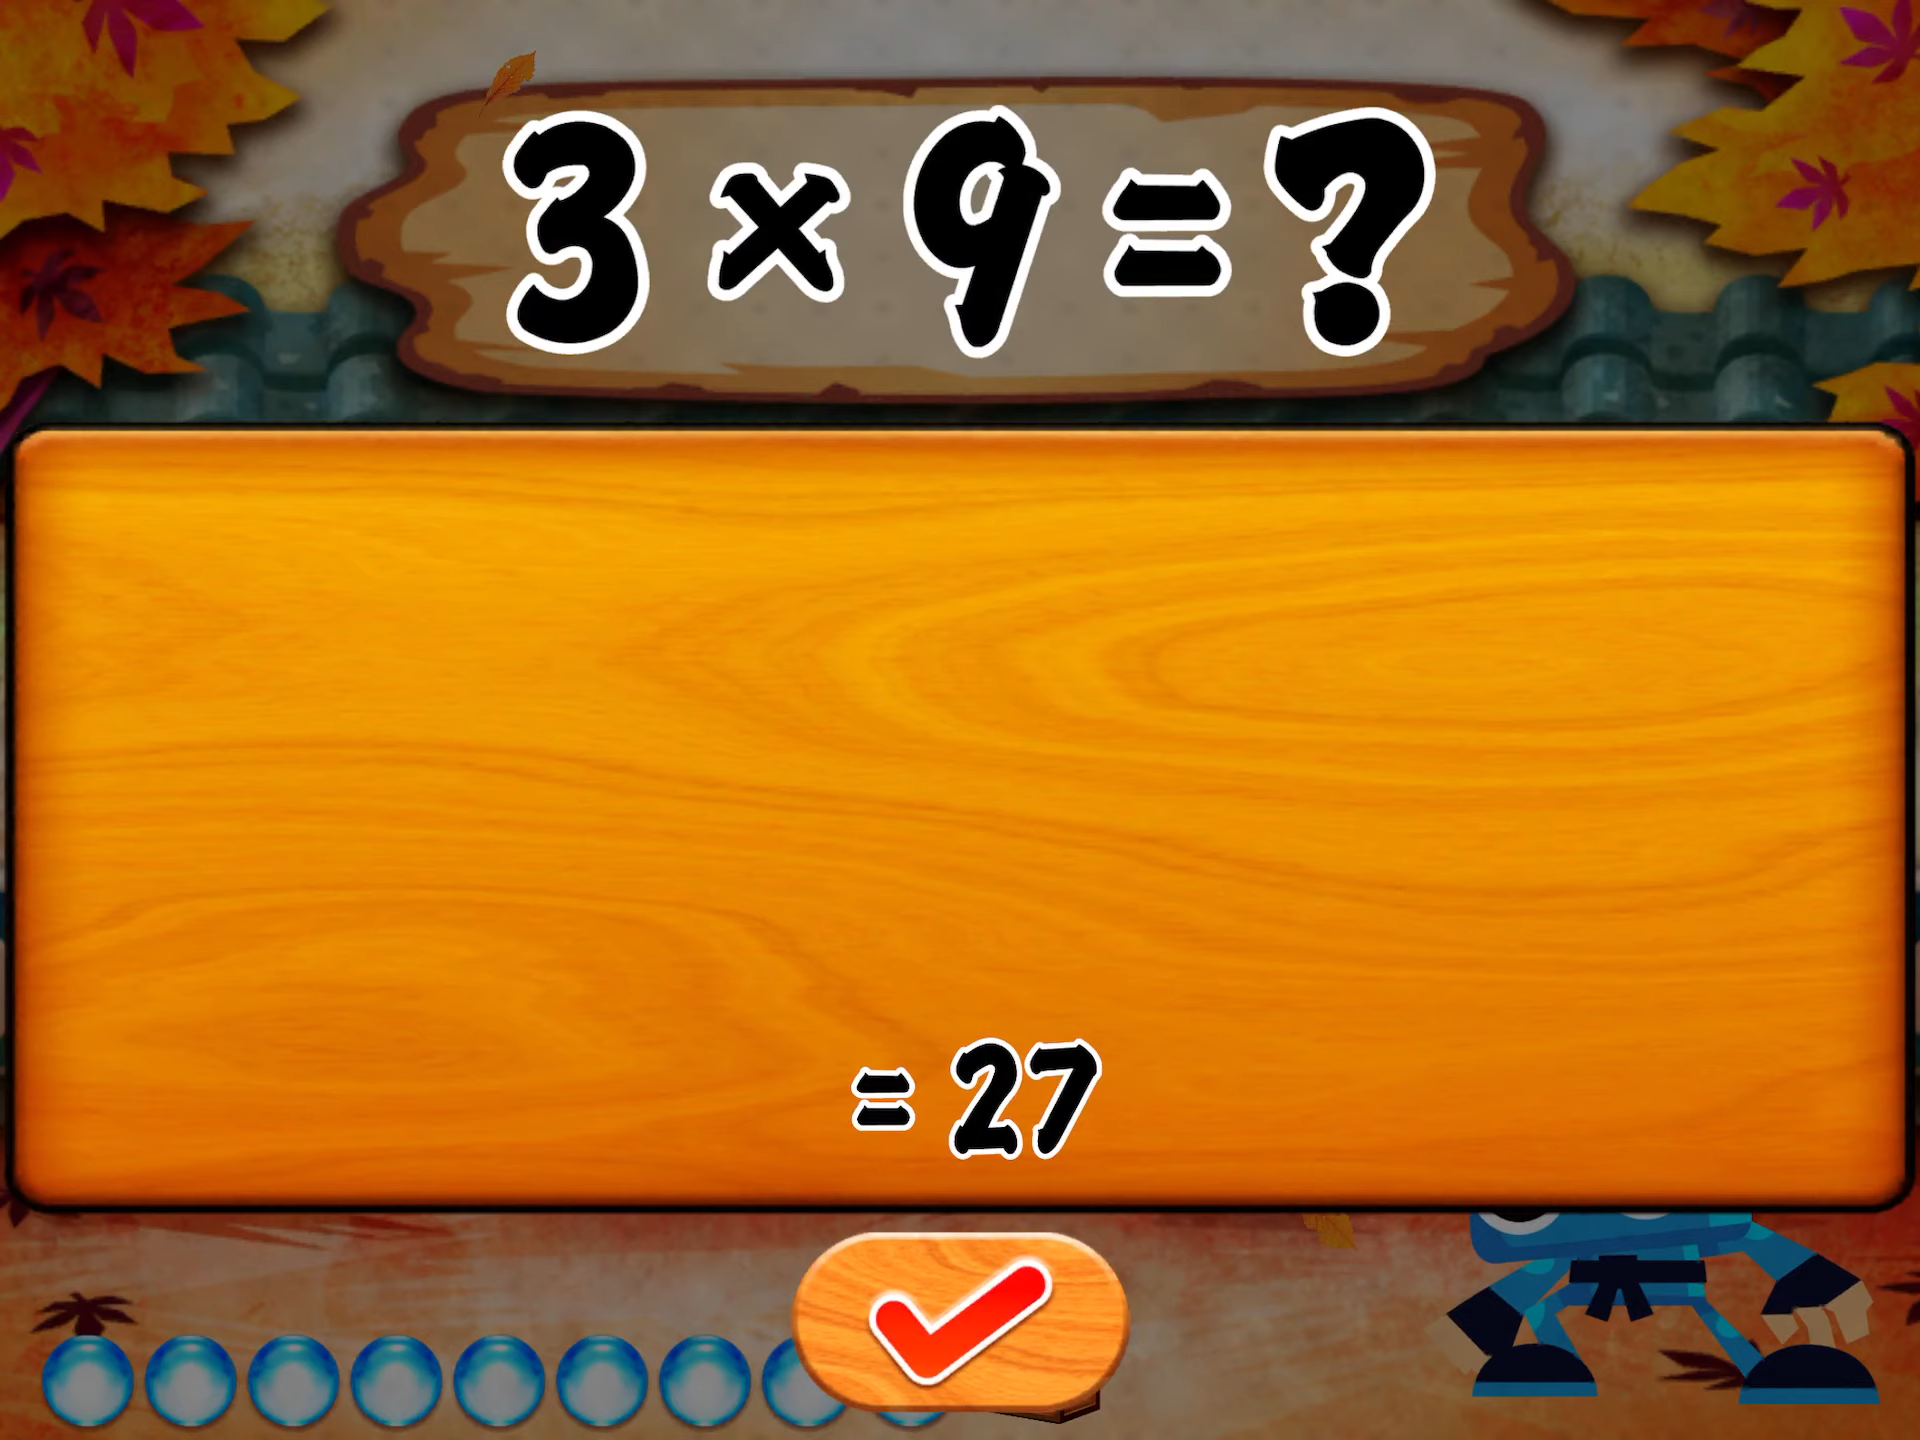 3 × 9 = ?
= 27